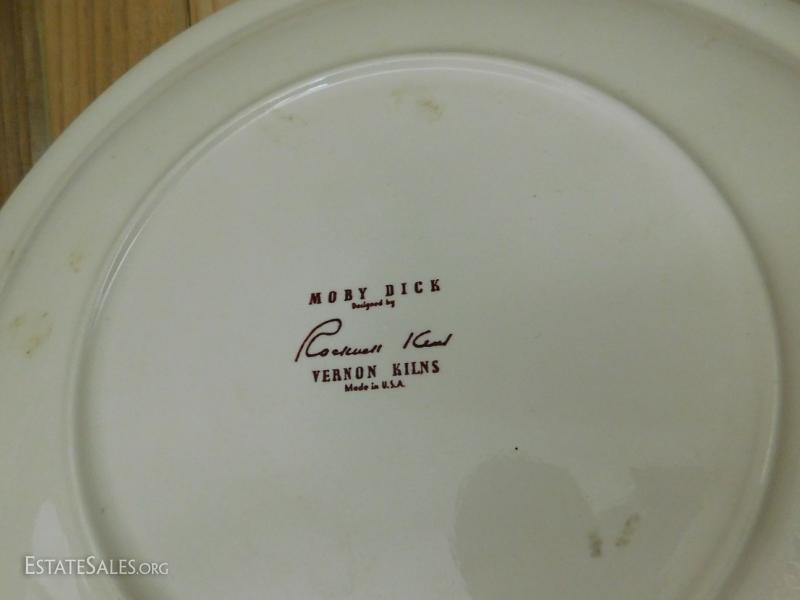 MOBY DICK
Designed by
Rockwell Kent
VERNON KILNS
Made in U.S.A.
ESTATESALES.ORG